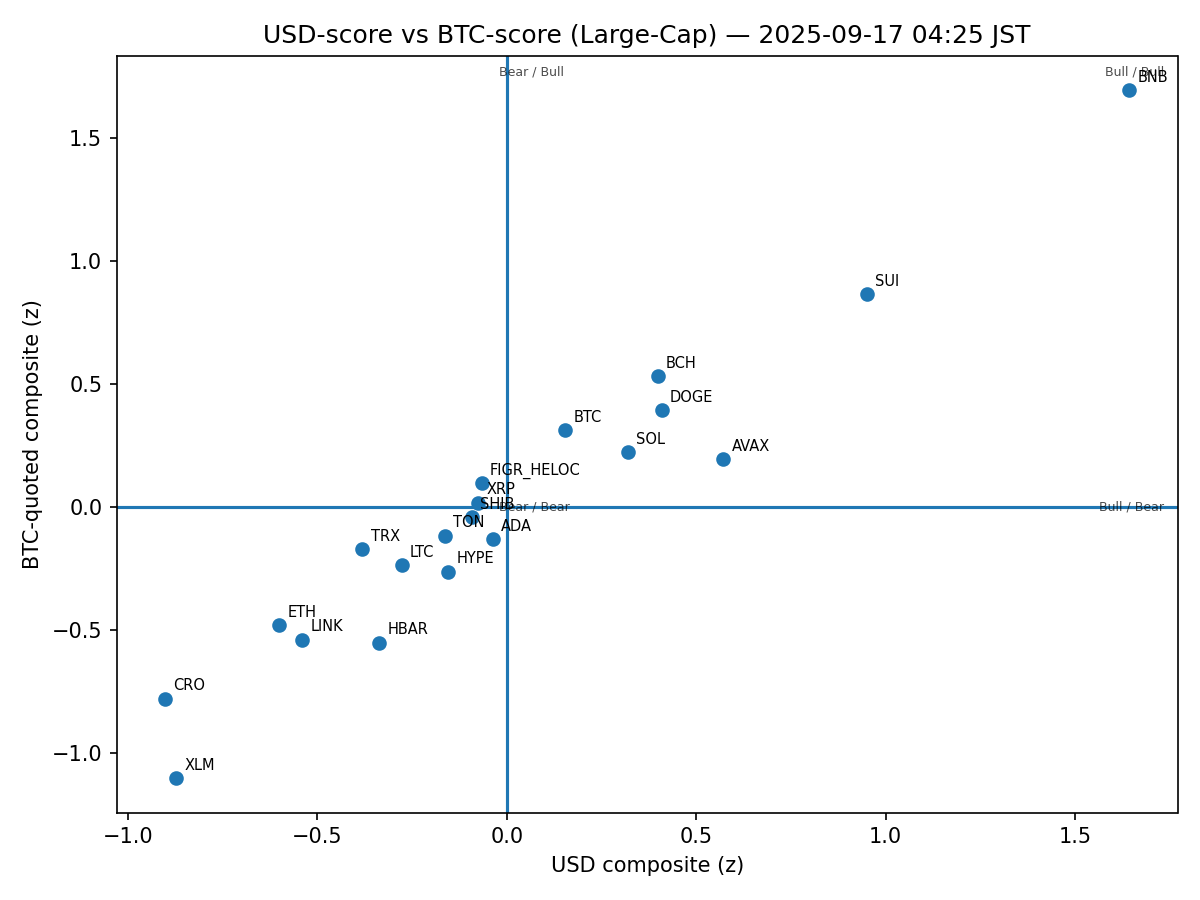 USD-score vs BTC-score (Large-Cap) — 2025-09-17 04:25 JST
Bear / Bull
Bull / Bull
BNB
1.5
1.0
SUI
BCH
0.5
DOGE
BTC
SOL
AVAX
FIGR_HELOC
XRP
SHIB
0.0
Bear / Bear
Bull / Bear
TON
ADA
TRX
LTC
HYPE
−0.5
ETH
LINK
HBAR
CRO
−1.0
XLM
BTC-quoted composite (z)
−1.0
−0.5
0.0
0.5
1.0
1.5
USD composite (z)